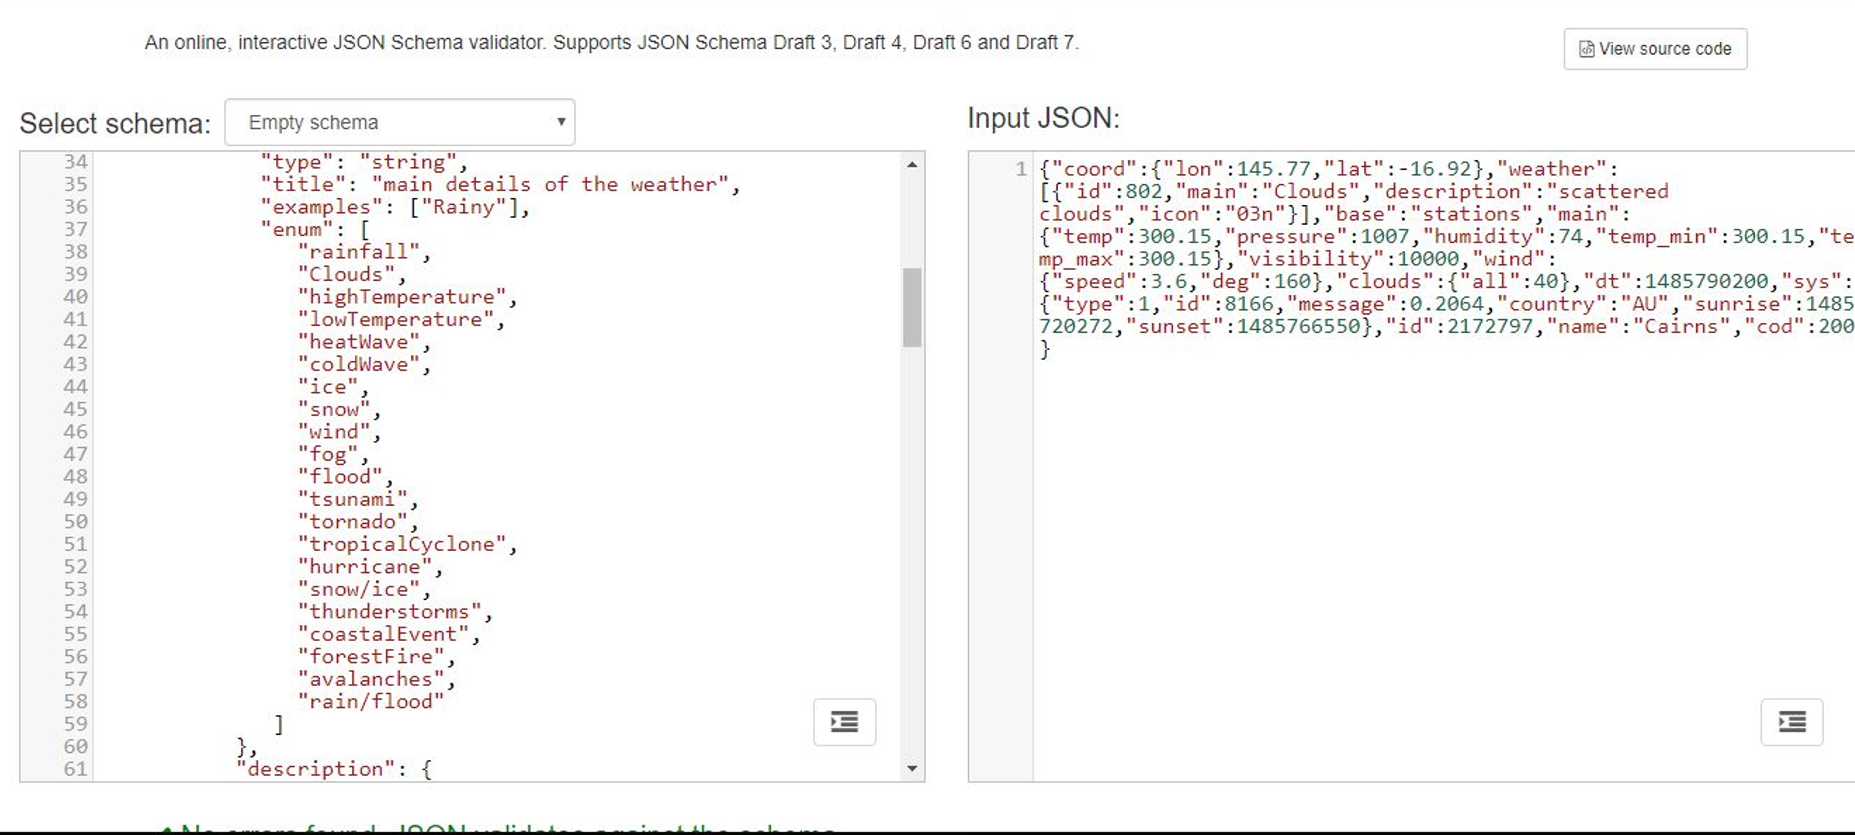 An online, interactive JSON Schema validator. Supports JSON Schema Draft 3, Draft 4, Draft 6 and Draft 7.
View source code
Select schema: Empty schema
34 "type": "string",
35 "title": "main details of the weather",
36 "examples": ["Rainy"],
37 "enum": [
38 "rainfall",
39 "Clouds",
40 "highTemperature",
41 "lowTemperature",
42 "heatWave",
43 "coldWave",
44 "ice",
45 "snow",
46 "wind",
47 "fog",
48 "flood",
49 "tsunami",
50 "tornado",
51 "tropicalCyclone",
52 "hurricane",
53 "snow/ice",
54 "thunderstorms",
55 "coastalEvent",
56 "forestFire",
57 "avalanches",
58 "rain/flood"
59 ]
60 },
61 "description": {
Input JSON:
1 {"coord":{"lon":145.77,"lat":-16.92},"weather":
[{"id":802,"main":"Clouds","description":"scattered
clouds","icon":"03n"}],"base":"stations","main":
{"temp":300.15,"pressure":1007,"humidity":74,"temp_min":300.15,"te
mp_max":300.15},"visibility":10000,"wind":
{"speed":3.6,"deg":160},"clouds":{"all":40},"dt":1485790200,"sys":
{"type":1,"id":8166,"message":0.2064,"country":"AU","sunrise":1485
720272,"sunset":1485766550},"id":2172797,"name":"Cairns","cod":200
}
No errors found. JSON validates against the schema